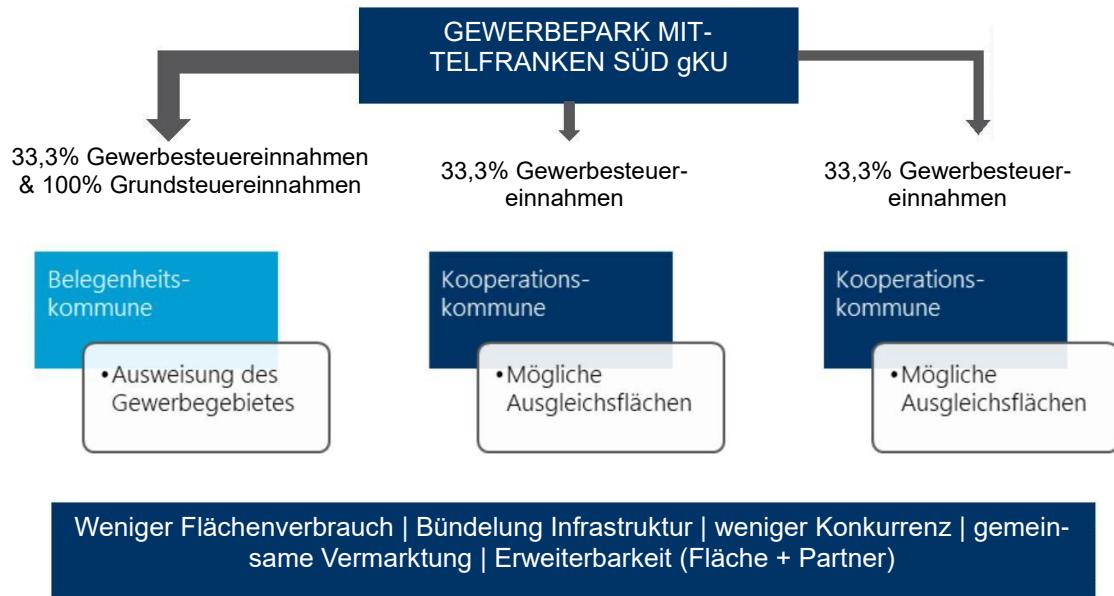 GEWERBEPARK MIT-
TELFRANKEN SÜD gKU
33,3% Gewerbesteuereinnahmen
& 100% Grundsteuereinnahmen
33,3% Gewerbesteuer-
einnahmen
33,3% Gewerbesteuer-
einnahmen
Belegenheits-
kommune
•Ausweisung des
Gewerbegebietes
Kooperations-
kommune
•Mögliche
Ausgleichsflächen
Kooperations-
kommune
•Mögliche
Ausgleichsflächen
Weniger Flächenverbrauch | Bündelung Infrastruktur | weniger Konkurrenz | gemein-
same Vermarktung | Erweiterbarkeit (Fläche + Partner)